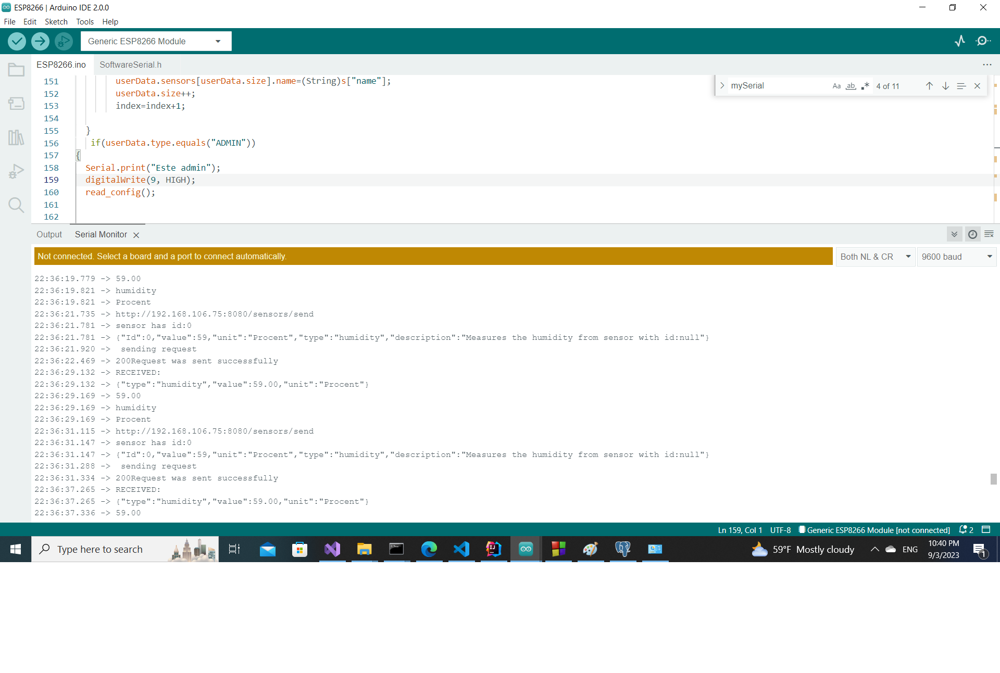 ESP8266 | Arduino IDE 2.0.0
File Edit Sketch Tools Help
Generic ESP8266 Module
ESP8266.ino SoftwareSerial.h
mySerial Aa ab 4 of 11
151 userData.sensors[userData.size].name=(String)s["name"];
152 userData.size++;
153 index=index+1;
154
155 }
156 if(userData.type.equals("ADMIN"))
157 {
158 Serial.print("Este admin");
159 digitalWrite(9, HIGH);
160 read_config();
161
162
Output Serial Monitor
Not connected. Select a board and a port to connect automatically.
Both NL & CR 9600 baud
22:36:19.779 -> 59.00
22:36:19.821 -> humidity
22:36:19.821 -> Procent
22:36:21.735 -> http://192.168.106.75:8080/sensors/send
22:36:21.781 -> sensor has id:0
22:36:21.781 -> {"Id":0,"value":59,"unit":"Procent","type":"humidity","description":"Measures the humidity from sensor with id:null"}
22:36:21.920 -> sending request
22:36:22.469 -> 200Request was sent successfully
22:36:29.132 -> RECEIVED:
22:36:29.132 -> {"type":"humidity","value":59.00,"unit":"Procent"}
22:36:29.169 -> 59.00
22:36:29.169 -> humidity
22:36:29.169 -> Procent
22:36:31.115 -> http://192.168.106.75:8080/sensors/send
22:36:31.147 -> sensor has id:0
22:36:31.147 -> {"Id":0,"value":59,"unit":"Procent","type":"humidity","description":"Measures the humidity from sensor with id:null"}
22:36:31.288 -> sending request
22:36:31.334 -> 200Request was sent successfully
22:36:37.265 -> RECEIVED:
22:36:37.265 -> {"type":"humidity","value":59.00,"unit":"Procent"}
22:36:37.336 -> 59.00
Ln 159, Col 1 UTF-8 Generic ESP8266 Module [not connected] 2
Type here to search
59°F Mostly cloudy
ENG
10:40 PM
9/3/2023
1